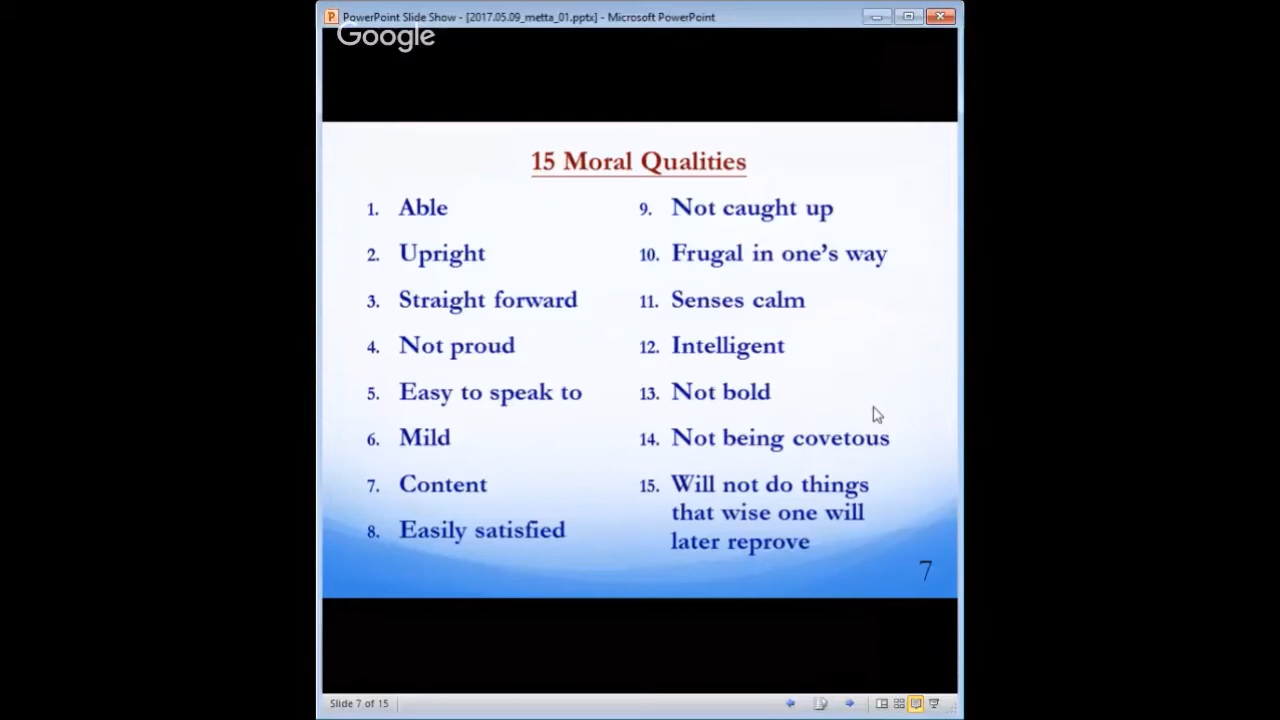 PowerPoint Slide Show - [2017.05.09_metta_01.pptx] - Microsoft PowerPoint
Google
15 Moral Qualities
1. Able
2. Upright
3. Straight forward
4. Not proud
5. Easy to speak to
6. Mild
7. Content
8. Easily satisfied
9. Not caught up
10. Frugal in one's way
11. Senses calm
12. Intelligent
13. Not bold
14. Not being covetous
15. Will not do things
that wise one will
later reprove
7
Slide 7 of 15